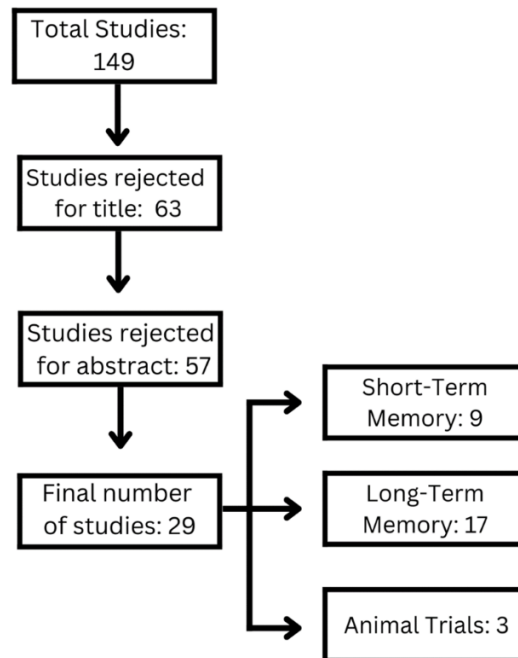 Total Studies:
149
Studies rejected
for title: 63
Studies rejected
for abstract: 57
Final number
of studies: 29
Short-Term
Memory: 9
Long-Term
Memory: 17
Animal Trials: 3